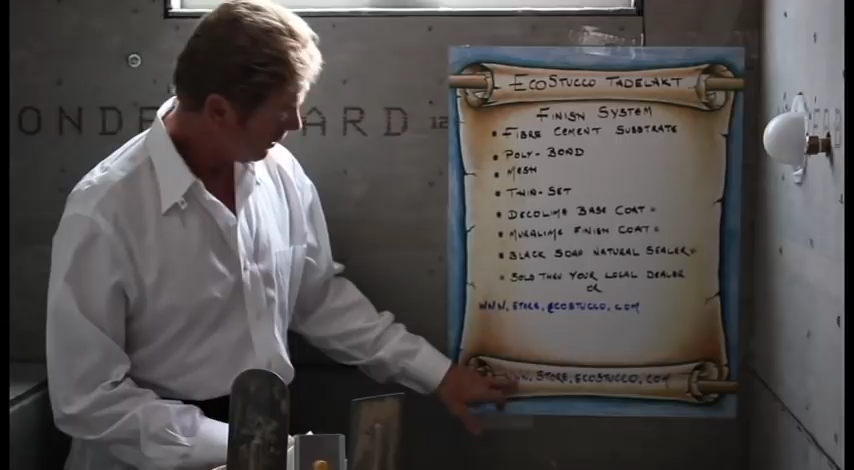 ONDE ARD
EcoStucco Tadelakt
Finish System
• Fibre Cement Substrate
• Poly-Bond
• Mesh
• Thin-Set
• Decolime Base Coat
• Muralime Finish Coat
• Black Soap Natural Sealer
• Sold thru your local dealer
or
www.store.ecostucco.com
www.store.ecostucco.com